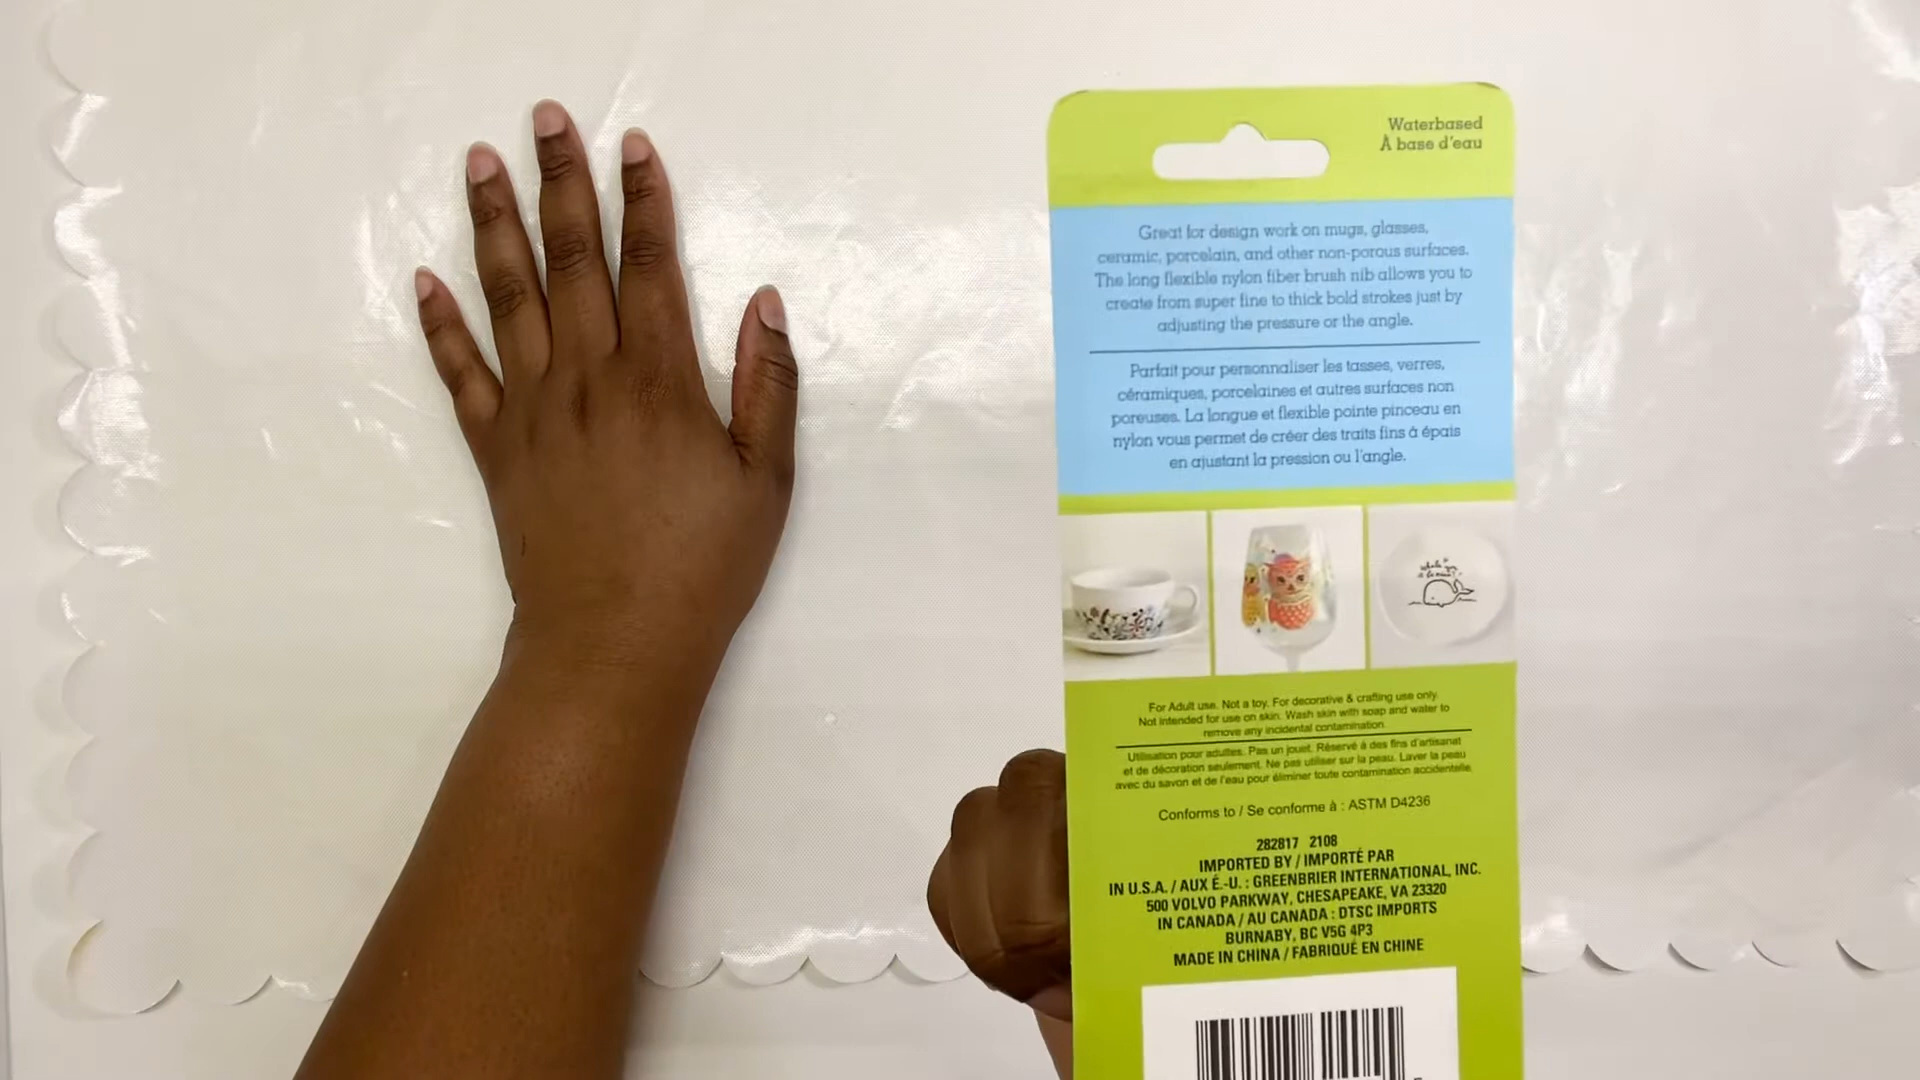 Waterbased
À base d'eau
Great for design work on mugs, glasses,
ceramic, porcelain, and other non-porous surfaces.
The long flexible nylon fiber brush nib allows you to
create from super fine to thick bold strokes just by
adjusting the pressure or the angle.
Parfait pour personnaliser les tasses, verres,
céramiques, porcelaines et autres surfaces non
poreuses. La longue et flexible pointe pinceau en
nylon vous permet de créer des traits fins à épais
en ajustant la pression ou l'angle.
For Adult use. Not a toy. For decorative & crafting use only.
Not intended for use on skin. Wash skin with soap and water to
remove any incidental contamination.
Utilisation pour adultes. Pas un jouet. Réservé à des fins d'artisanat
et de décoration seulement. Ne pas utiliser sur la peau. Laver la peau
avec du savon et de l'eau pour éliminer toute contamination accidentelle.
Conforms to / Se conforme à : ASTM D4236
282817 2108
IMPORTED BY / IMPORTÉ PAR
IN U.S.A. / AUX É.-U. : GREENBRIER INTERNATIONAL, INC.
500 VOLVO PARKWAY, CHESAPEAKE, VA 23320
IN CANADA / AU CANADA : DTSC IMPORTS
BURNABY, BC V5G 4P3
MADE IN CHINA / FABRIQUÉ EN CHINE